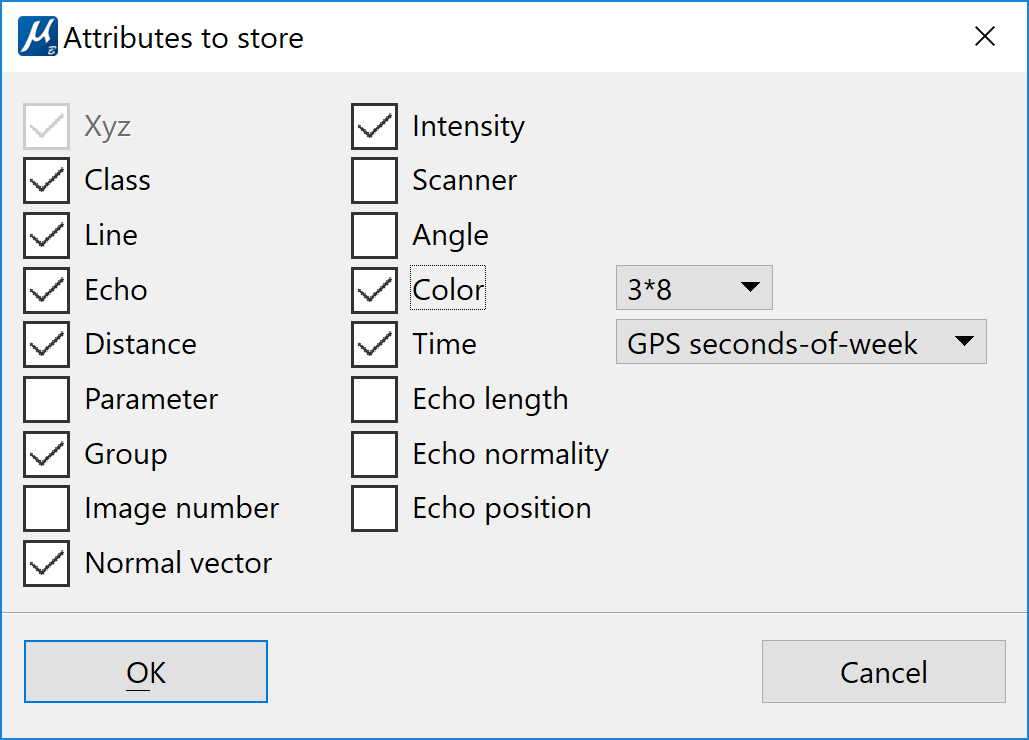 Attributes to store
Xyz
Class
Line
Echo
Distance
Parameter
Group
Image number
Normal vector
Intensity
Scanner
Angle
Color 3*8
Time GPS seconds-of-week
Echo length
Echo normality
Echo position
OK
Cancel